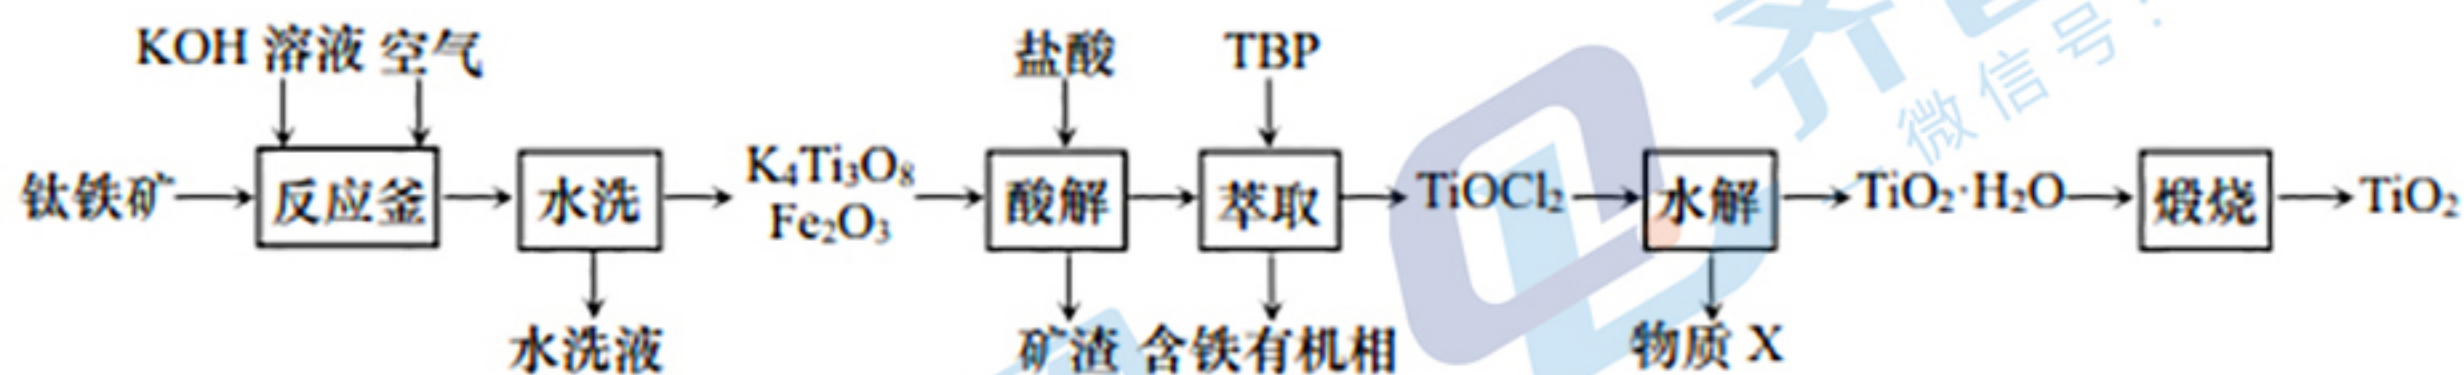 KOH 溶液 空气
盐酸
TBP
钛铁矿
反应釜
水洗
K₄Ti₃O₈
Fe₂O₃
酸解
萃取
TiOCl₂
水解
TiO₂·H₂O
煅烧
TiO₂
水洗液
矿渣
含铁有机相
物质 X
微信号: